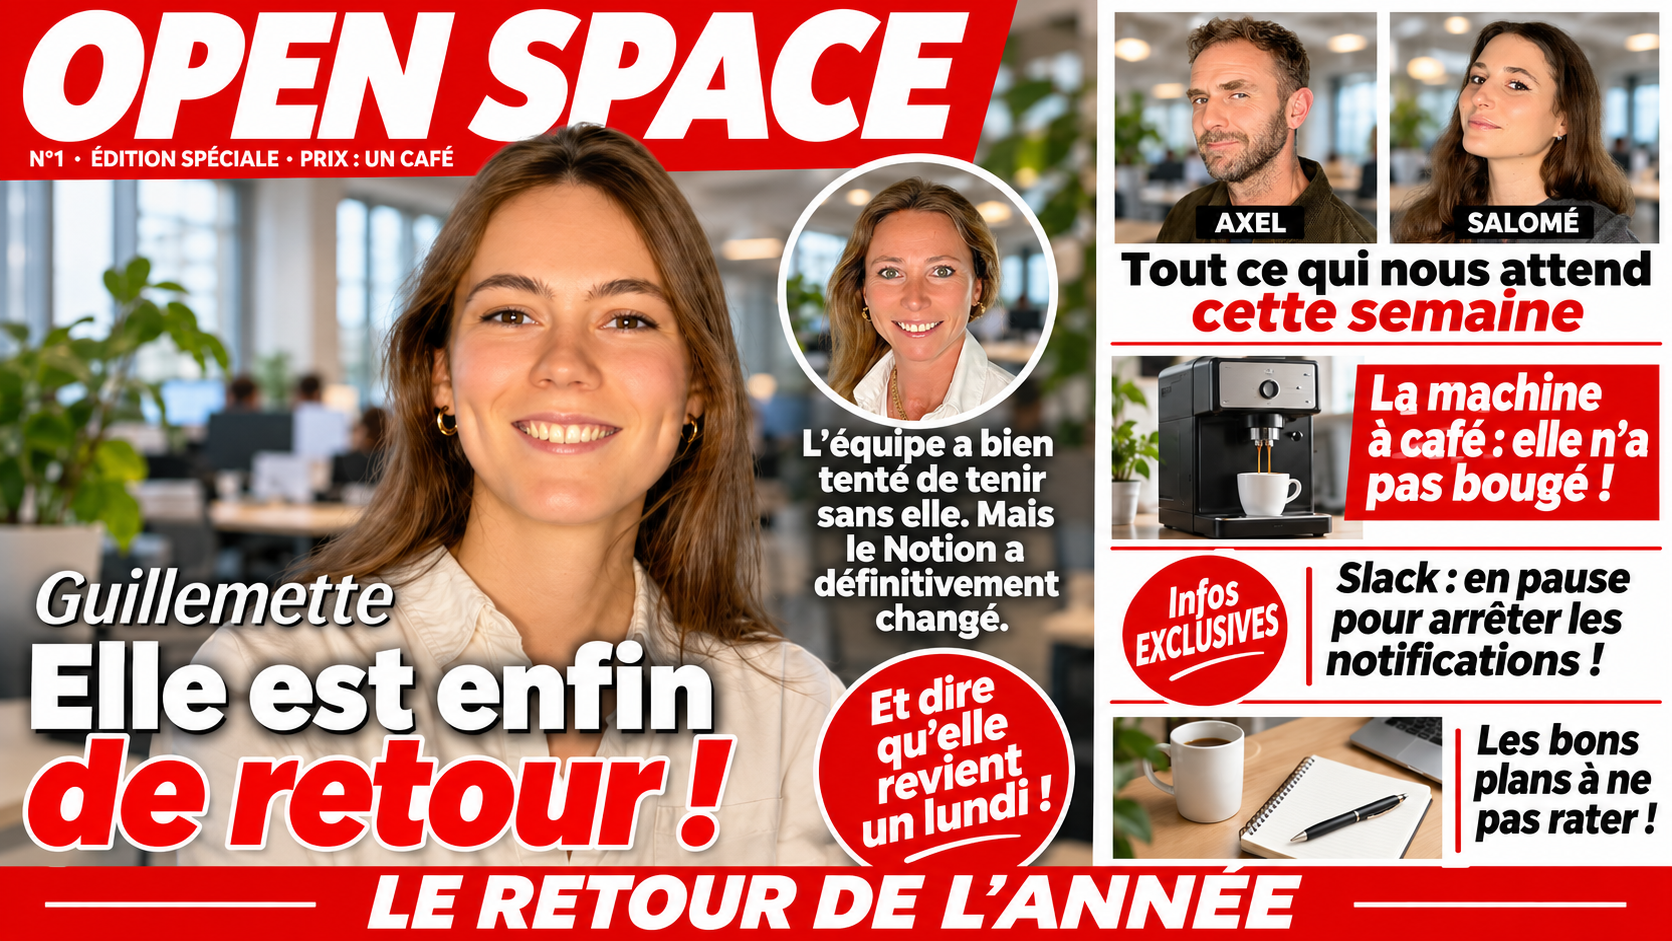 OPEN SPACE
N°1 • ÉDITION SPÉCIALE • PRIX : UN CAFÉ
L'équipe a bien
tenté de tenir
sans elle. Mais
le Notion a
définitivement
changé.
Guillemette
Elle est enfin
de retour !
Et dire
qu'elle
revient
un lundi !
AXEL
SALOMÉ
Tout ce qui nous attend
cette semaine
La machine
à café : elle n'a
pas bougé !
Infos
EXCLUSIVES
Slack : en pause
pour arrêter les
notifications !
Les bons
plans à ne
pas rater !
LE RETOUR DE L'ANNÉE